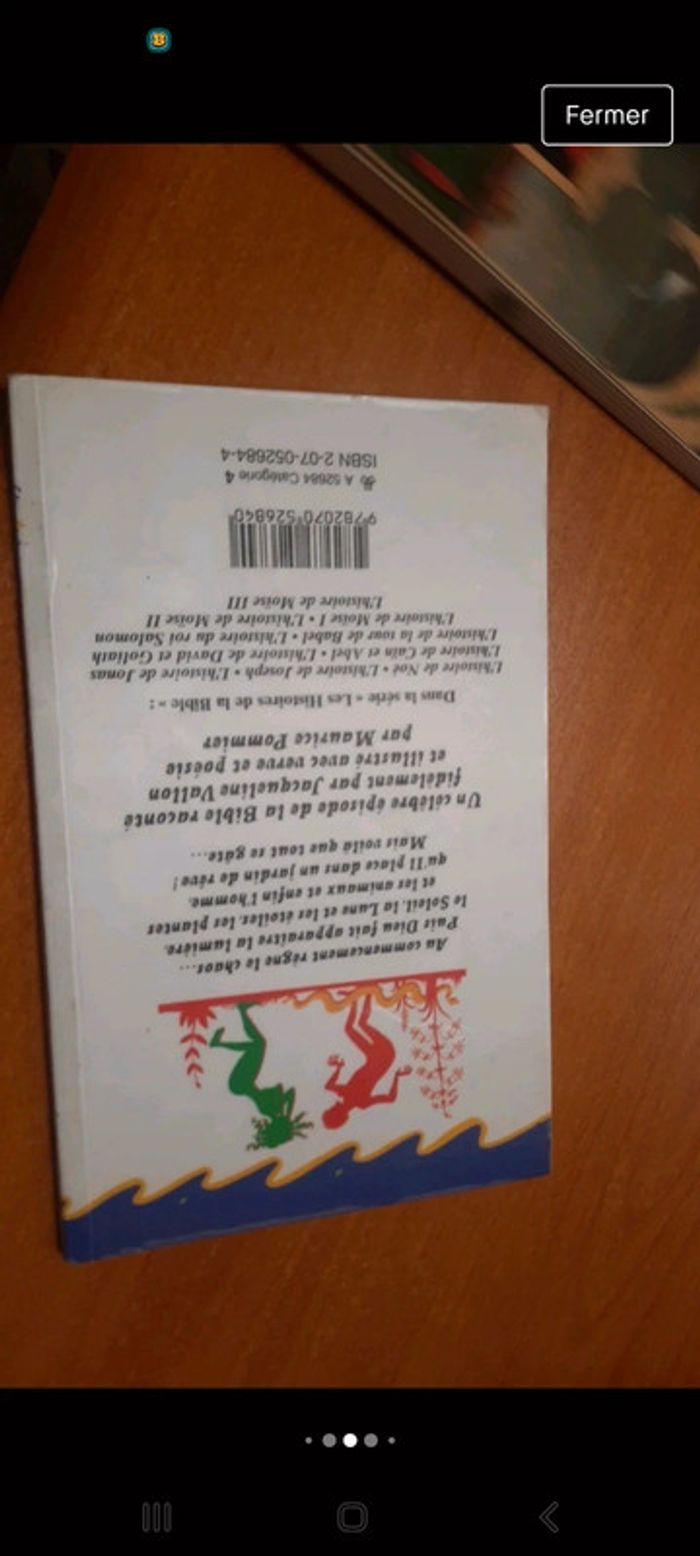 Fermer
Au commencement règne le chaos...
Puis Dieu fait apparaître la lumière,
le Soleil, la Lune et les étoiles, les plantes
et les animaux et enfin l'homme,
qu'Il place dans un jardin de rêve !
Mais voilà que tout se gâte...
Un célèbre épisode de la Bible raconté
fidèlement par Jacqueline Vallon
et illustré avec verve et poésie
par Maurice Pommier
Dans la série « Les Histoires de la Bible » :
L'histoire de Noé • L'histoire de Joseph • L'histoire de Jonas
L'histoire de Caïn et Abel • L'histoire de David et Goliath
L'histoire de la tour de Babel • L'histoire du roi Salomon
L'histoire de Moïse I • L'histoire de Moïse II
L'histoire de Moïse III
9 782070 526840
A 52684 Catégorie 4
ISBN 2-07-052684-4